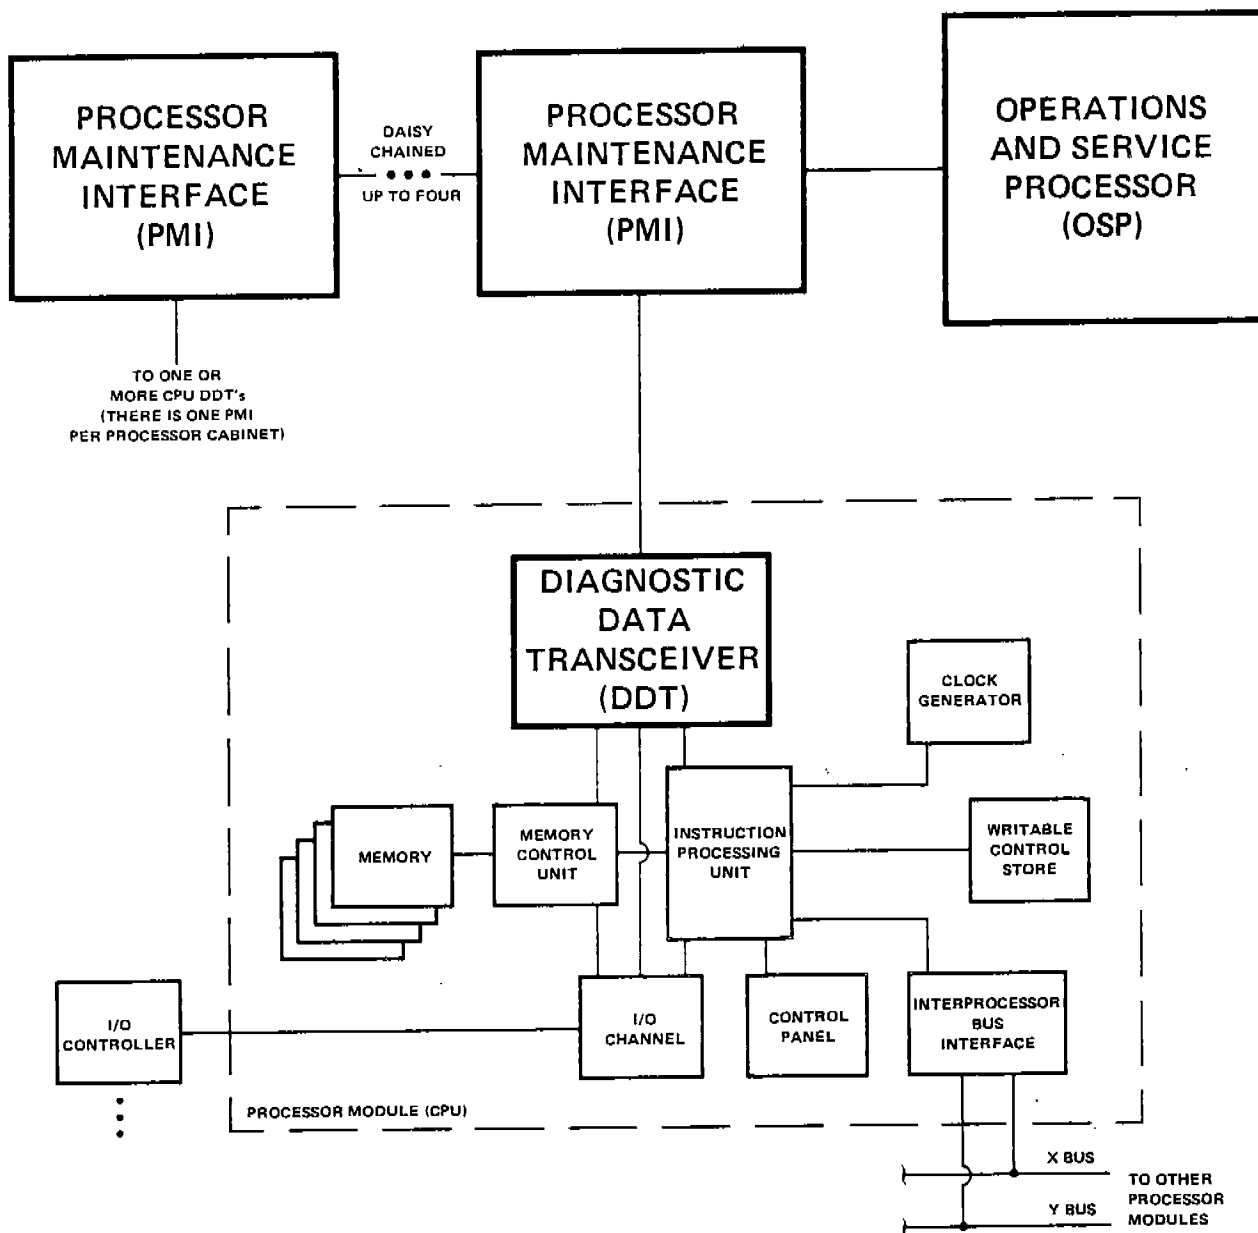 PROCESSOR
MAINTENANCE
INTERFACE
(PMI)
DAISY
CHAINED
UP TO FOUR
PROCESSOR
MAINTENANCE
INTERFACE
(PMI)
OPERATIONS
AND SERVICE
PROCESSOR
(OSP)
TO ONE OR
MORE CPU DDT's
(THERE IS ONE PMI
PER PROCESSOR CABINET)
DIAGNOSTIC
DATA
TRANSCEIVER
(DDT)
CLOCK
GENERATOR
MEMORY
MEMORY
CONTROL
UNIT
INSTRUCTION
PROCESSING
UNIT
WRITABLE
CONTROL
STORE
I/O
CONTROLLER
I/O
CHANNEL
CONTROL
PANEL
INTERPROCESSOR
BUS
INTERFACE
PROCESSOR MODULE (CPU)
X BUS
Y BUS
TO OTHER
PROCESSOR
MODULES